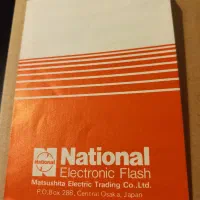 National
Electronic Flash
Matsushita Electric Trading Co.,Ltd.
P.O.Box 288, Central Osaka, Japan